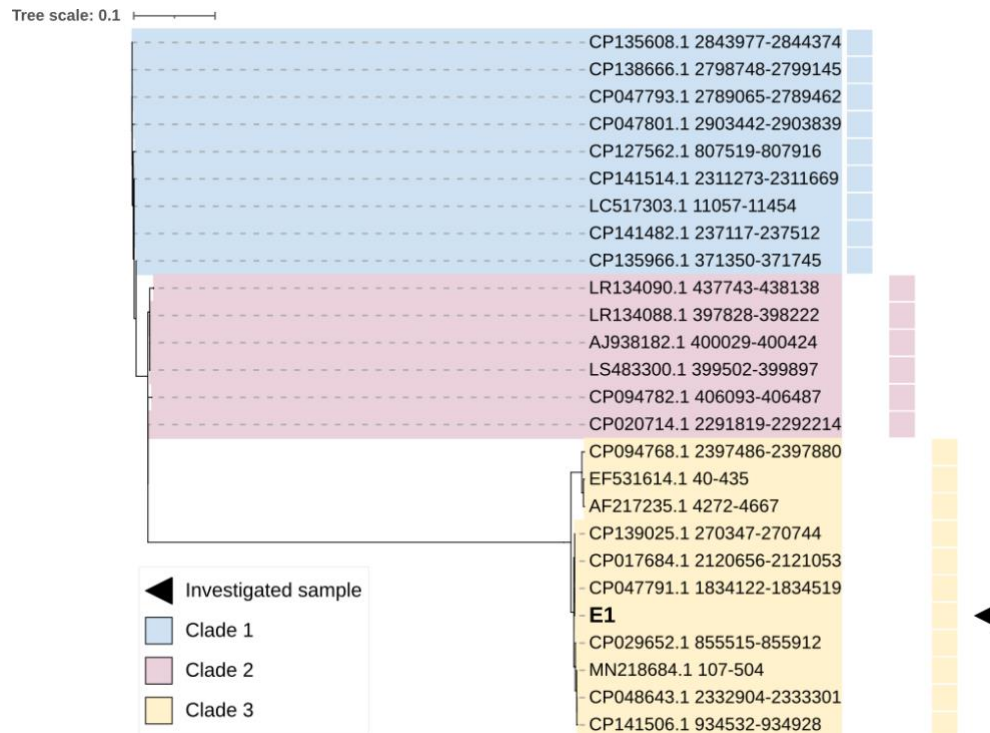 Tree scale: 0.1
CP135608.1 2843977-2844374
CP138666.1 2798748-2799145
CP047793.1 2789065-2789462
CP047801.1 2903442-2903839
CP127562.1 807519-807916
CP141514.1 2311273-2311669
LC517303.1 11057-11454
CP141482.1 237117-237512
CP135966.1 371350-371745
LR134090.1 437743-438138
LR134088.1 397828-398222
AJ938182.1 400029-400424
LS483300.1 399502-399897
CP094782.1 406093-406487
CP020714.1 2291819-2292214
CP094768.1 2397486-2397880
EF531614.1 40-435
AF217235.1 4272-4667
CP139025.1 270347-270744
CP017684.1 2120656-2121053
CP047791.1 1834122-1834519
E1
CP029652.1 855515-855912
MN218684.1 107-504
CP048643.1 2332904-2333301
CP141506.1 934532-934928
Investigated sample
Clade 1
Clade 2
Clade 3